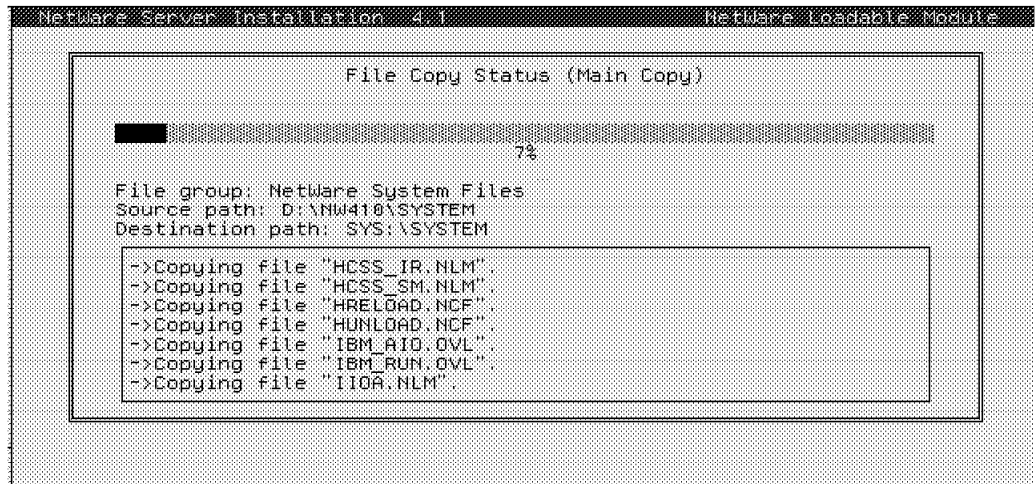 NetWare Server Installation 4.1 NetWare Loadable Module
File Copy Status (Main Copy)
7%
File group: NetWare System Files
Source path: D:\NW410\SYSTEM
Destination path: SYS:\SYSTEM
->Copying file "HCSS_IR.NLM".
->Copying file "HCSS_SM.NLM".
->Copying file "HRELOAD.NCF".
->Copying file "HUNLOAD.NCF".
->Copying file "IBM_AIO.OVL".
->Copying file "IBM_RUN.OVL".
->Copying file "IIOA.NLM".